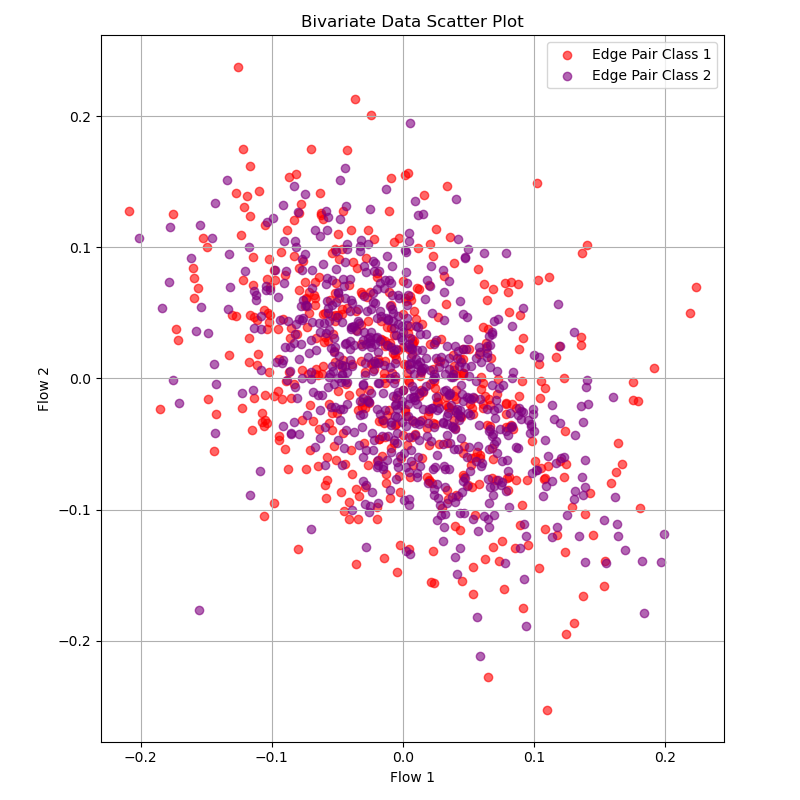 Bivariate Data Scatter Plot
Edge Pair Class 1
Edge Pair Class 2
Flow 2
0.2
0.1
0.0
−0.1
−0.2
−0.2
−0.1
0.0
0.1
0.2
Flow 1